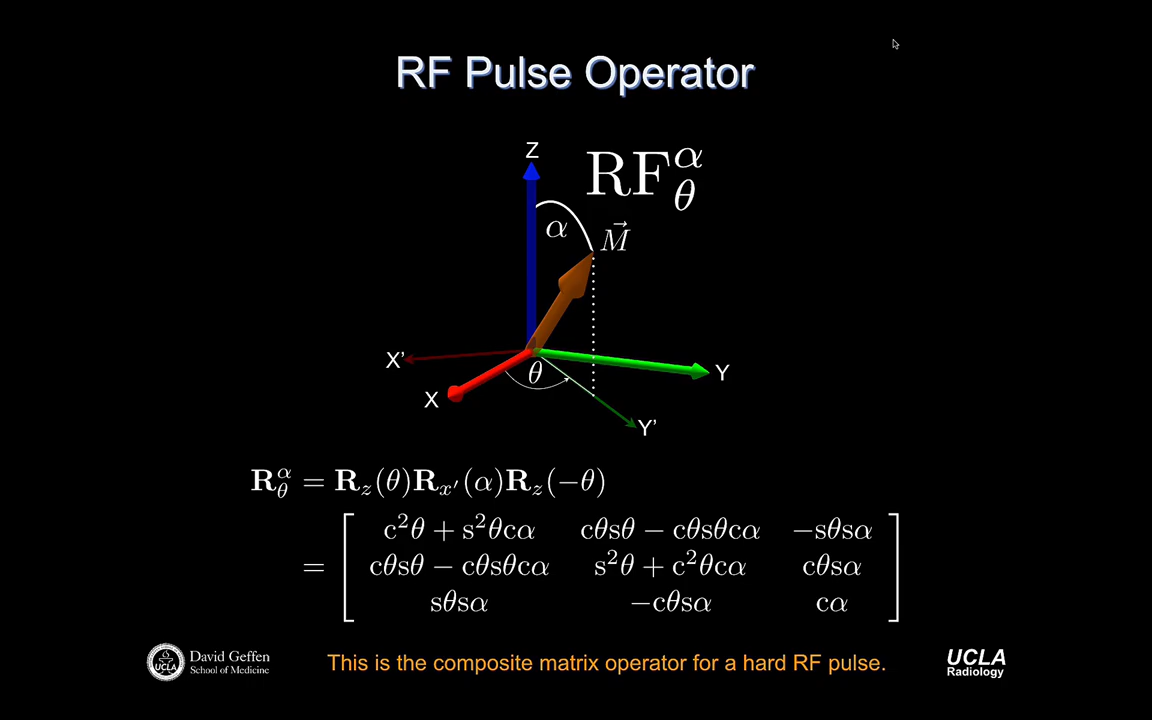 RF Pulse Operator
Z
RF^α_θ
α
M⃗
X'
θ
Y
X
Y'
R^α_θ = R_z(θ)R_x'(α)R_z(−θ)
= [ c²θ + s²θcα cθsθ − cθsθcα −sθsα
cθsθ − cθsθcα s²θ + c²θcα cθsα
sθsα −cθsα cα ]
This is the composite matrix operator for a hard RF pulse.
UCLA
David Geffen
School of Medicine
UCLA
Radiology